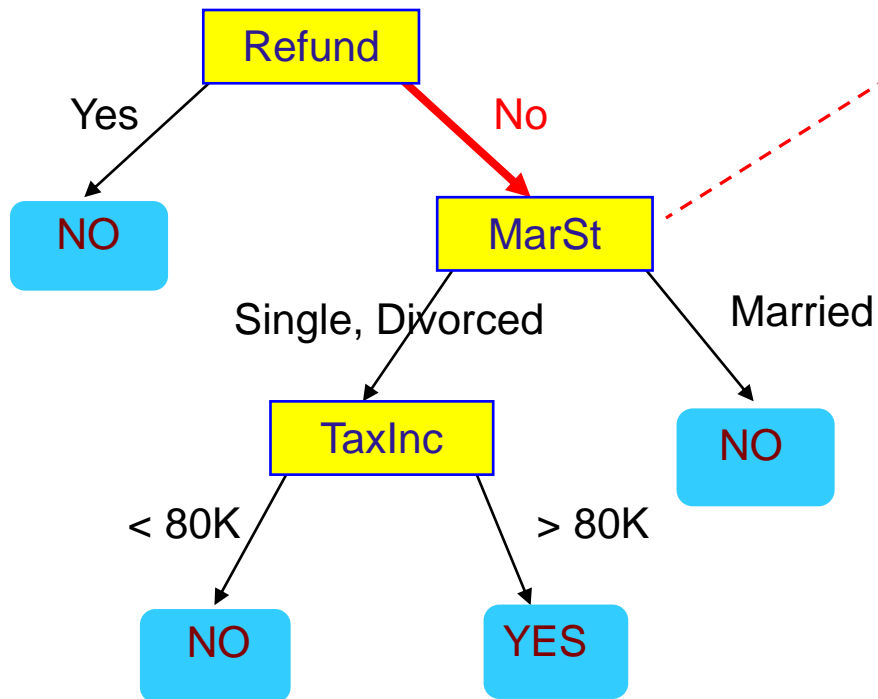 Refund
Yes
No
NO
MarSt
Single, Divorced
Married
TaxInc
NO
< 80K
> 80K
NO
YES